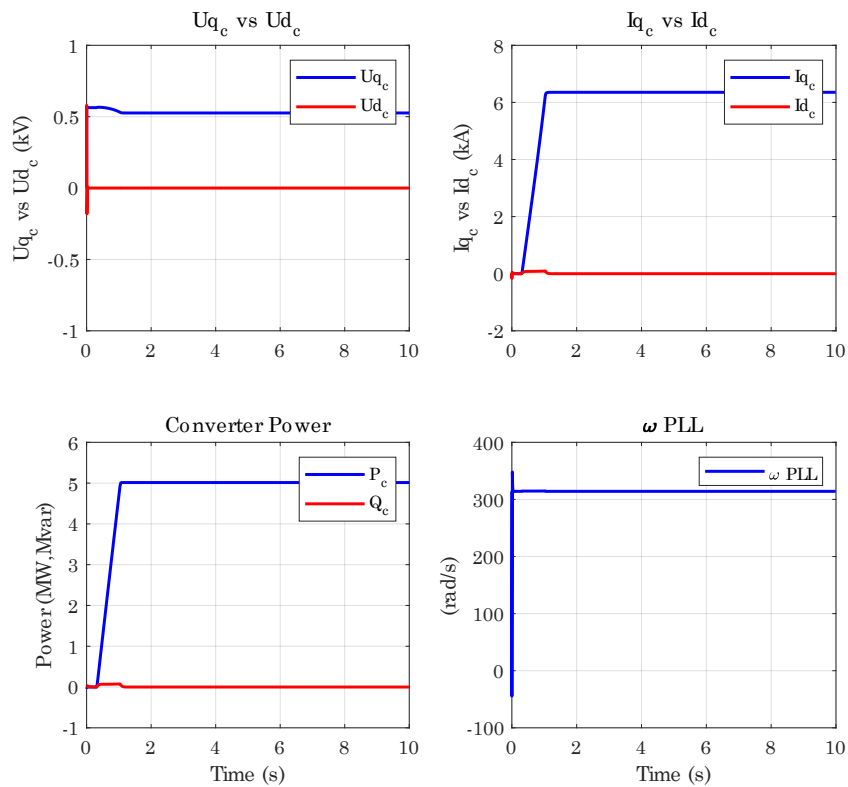 Uq_c vs Ud_c
Uq_c vs Ud_c (kV)
1
0.5
0
-0.5
-1
Uq_c
Ud_c
0 2 4 6 8 10
Iq_c vs Id_c
Iq_c vs Id_c (kA)
8
6
4
2
0
-2
Iq_c
Id_c
0 2 4 6 8 10
Converter Power
Power (MW,Mvar)
6
5
4
3
2
1
0
-1
P_c
Q_c
0 2 4 6 8 10
Time (s)
ω PLL
(rad/s)
400
300
200
100
0
-100
ω PLL
0 2 4 6 8 10
Time (s)